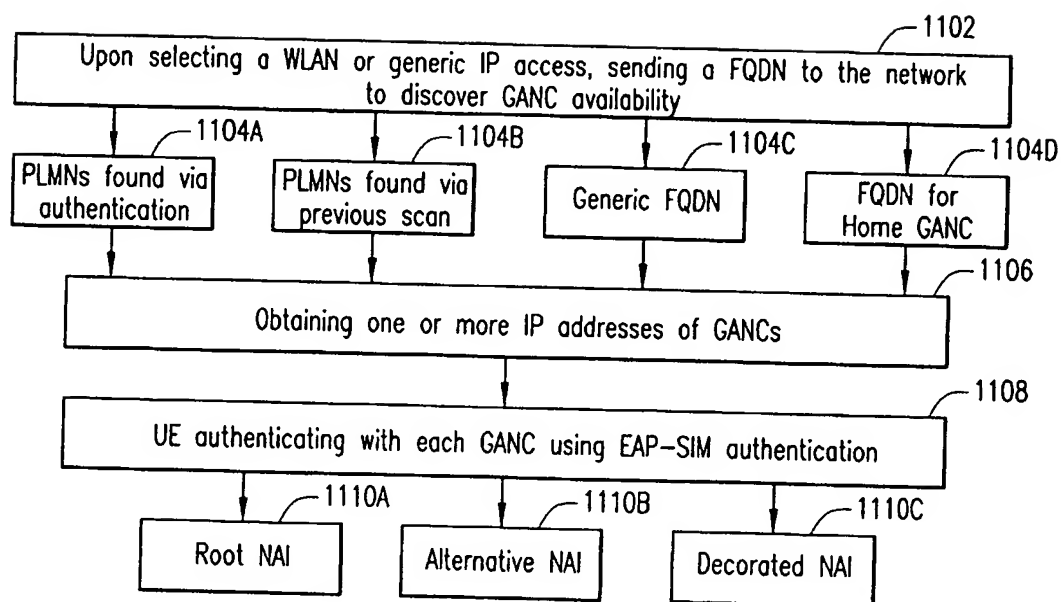 1102
Upon selecting a WLAN or generic IP access, sending a FQDN to the network
to discover GANC availability
1104A
1104B
1104C
1104D
PLMNs found via
authentication
PLMNs found via
previous scan
Generic FQDN
FQDN for
Home GANC
1106
Obtaining one or more IP addresses of GANCs
1108
UE authenticating with each GANC using EAP-SIM authentication
1110A
1110B
1110C
Root NAI
Alternative NAI
Decorated NAI